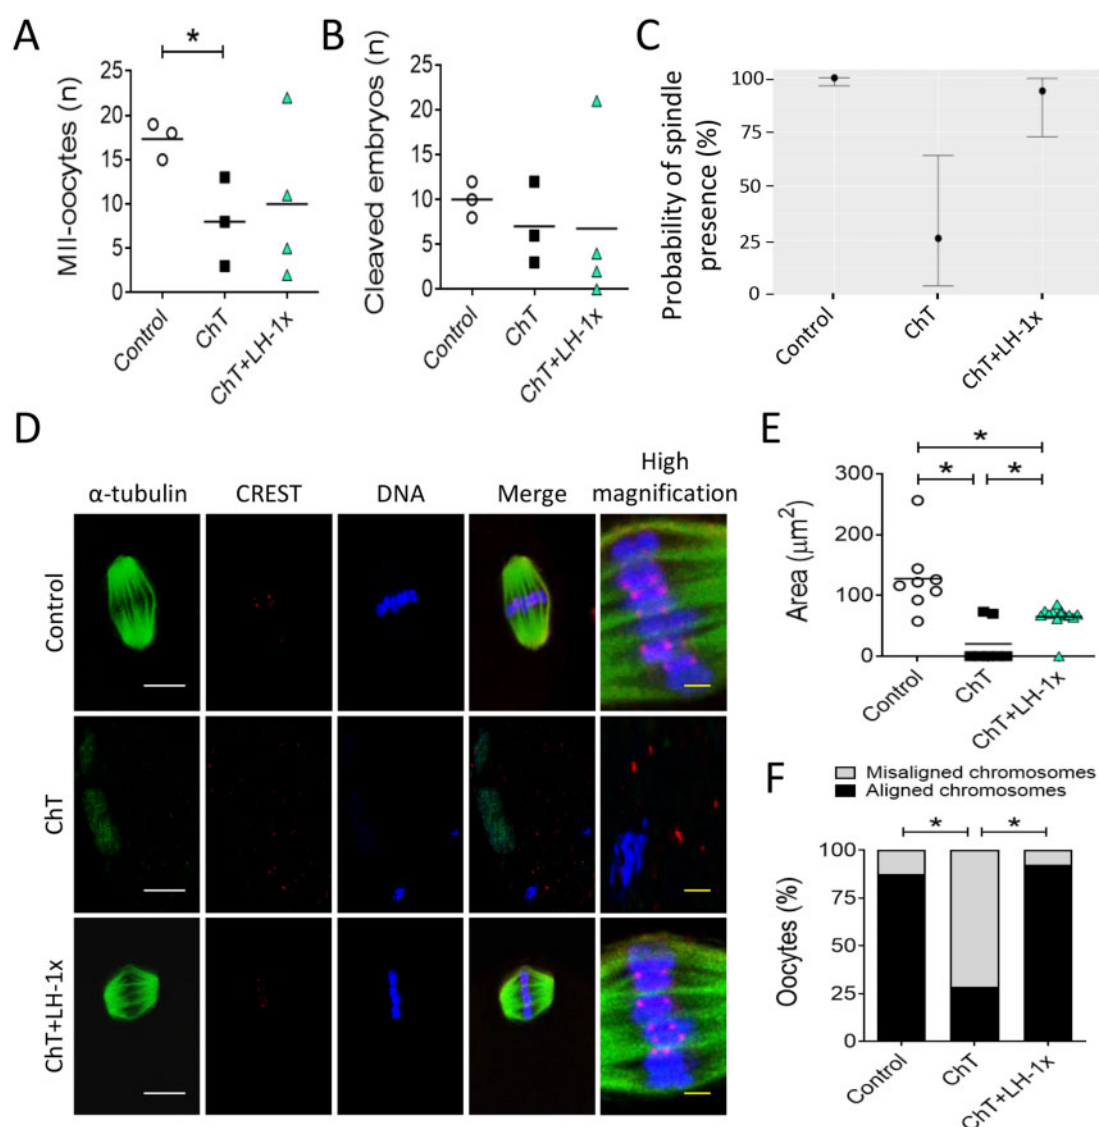 A
*
MII-oocytes (n)
25
20
15
10
5
0
Control
ChT
ChT+LH-1x
B
Cleaved embryos (n)
25
20
15
10
5
0
Control
ChT
ChT+LH-1x
C
Probability of spindle
presence (%)
100
75
50
25
0
Control
ChT
ChT+LH-1x
D
α-tubulin
CREST
DNA
Merge
High
magnification
Control
ChT
ChT+LH-1x
E
*
* *
Area (μm²)
300
200
100
0
Control
ChT
ChT+LH-1x
F
Misaligned chromosomes
Aligned chromosomes
* *
Oocytes (%)
100
75
50
25
0
Control
ChT
ChT+LH-1x